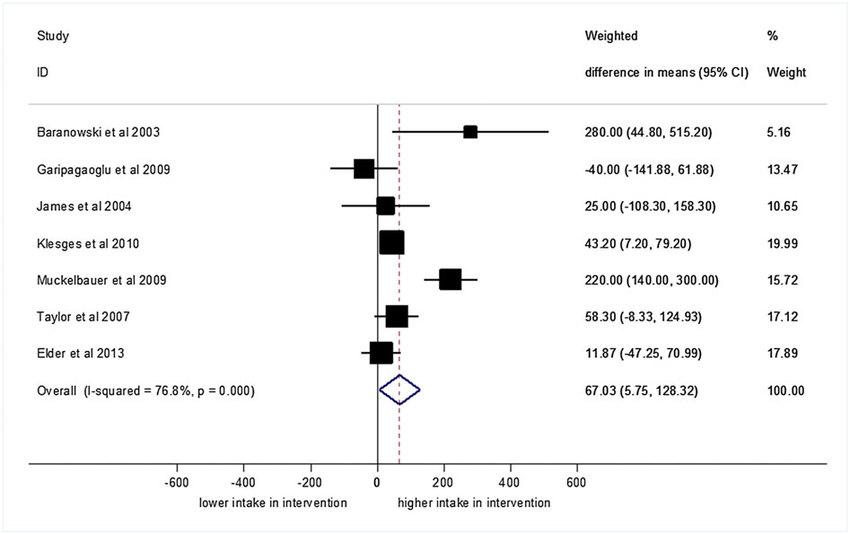 Study Weighted %
ID difference in means (95% CI) Weight
Baranowski et al 2003 280.00 (44.80, 515.20) 5.16
Garipagaoglu et al 2009 -40.00 (-141.88, 61.88) 13.47
James et al 2004 25.00 (-108.30, 158.30) 10.65
Klesges et al 2010 43.20 (7.20, 79.20) 19.99
Muckelbauer et al 2009 220.00 (140.00, 300.00) 15.72
Taylor et al 2007 58.30 (-8.33, 124.93) 17.12
Elder et al 2013 11.87 (-47.25, 70.99) 17.89
Overall (I-squared = 76.8%, p = 0.000) 67.03 (5.75, 128.32) 100.00
-600 -400 -200 0 200 400 600
lower intake in intervention higher intake in intervention